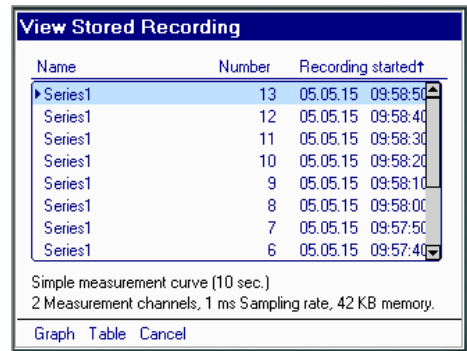 View Stored Recording
Name Number Recording started↑
Series1 13 05.05.15 09:58:50
Series1 12 05.05.15 09:58:40
Series1 11 05.05.15 09:58:30
Series1 10 05.05.15 09:58:20
Series1 9 05.05.15 09:58:10
Series1 8 05.05.15 09:58:00
Series1 7 05.05.15 09:57:50
Series1 6 05.05.15 09:57:40
Simple measurement curve (10 sec.)
2 Measurement channels, 1 ms Sampling rate, 42 KB memory.
Graph Table Cancel